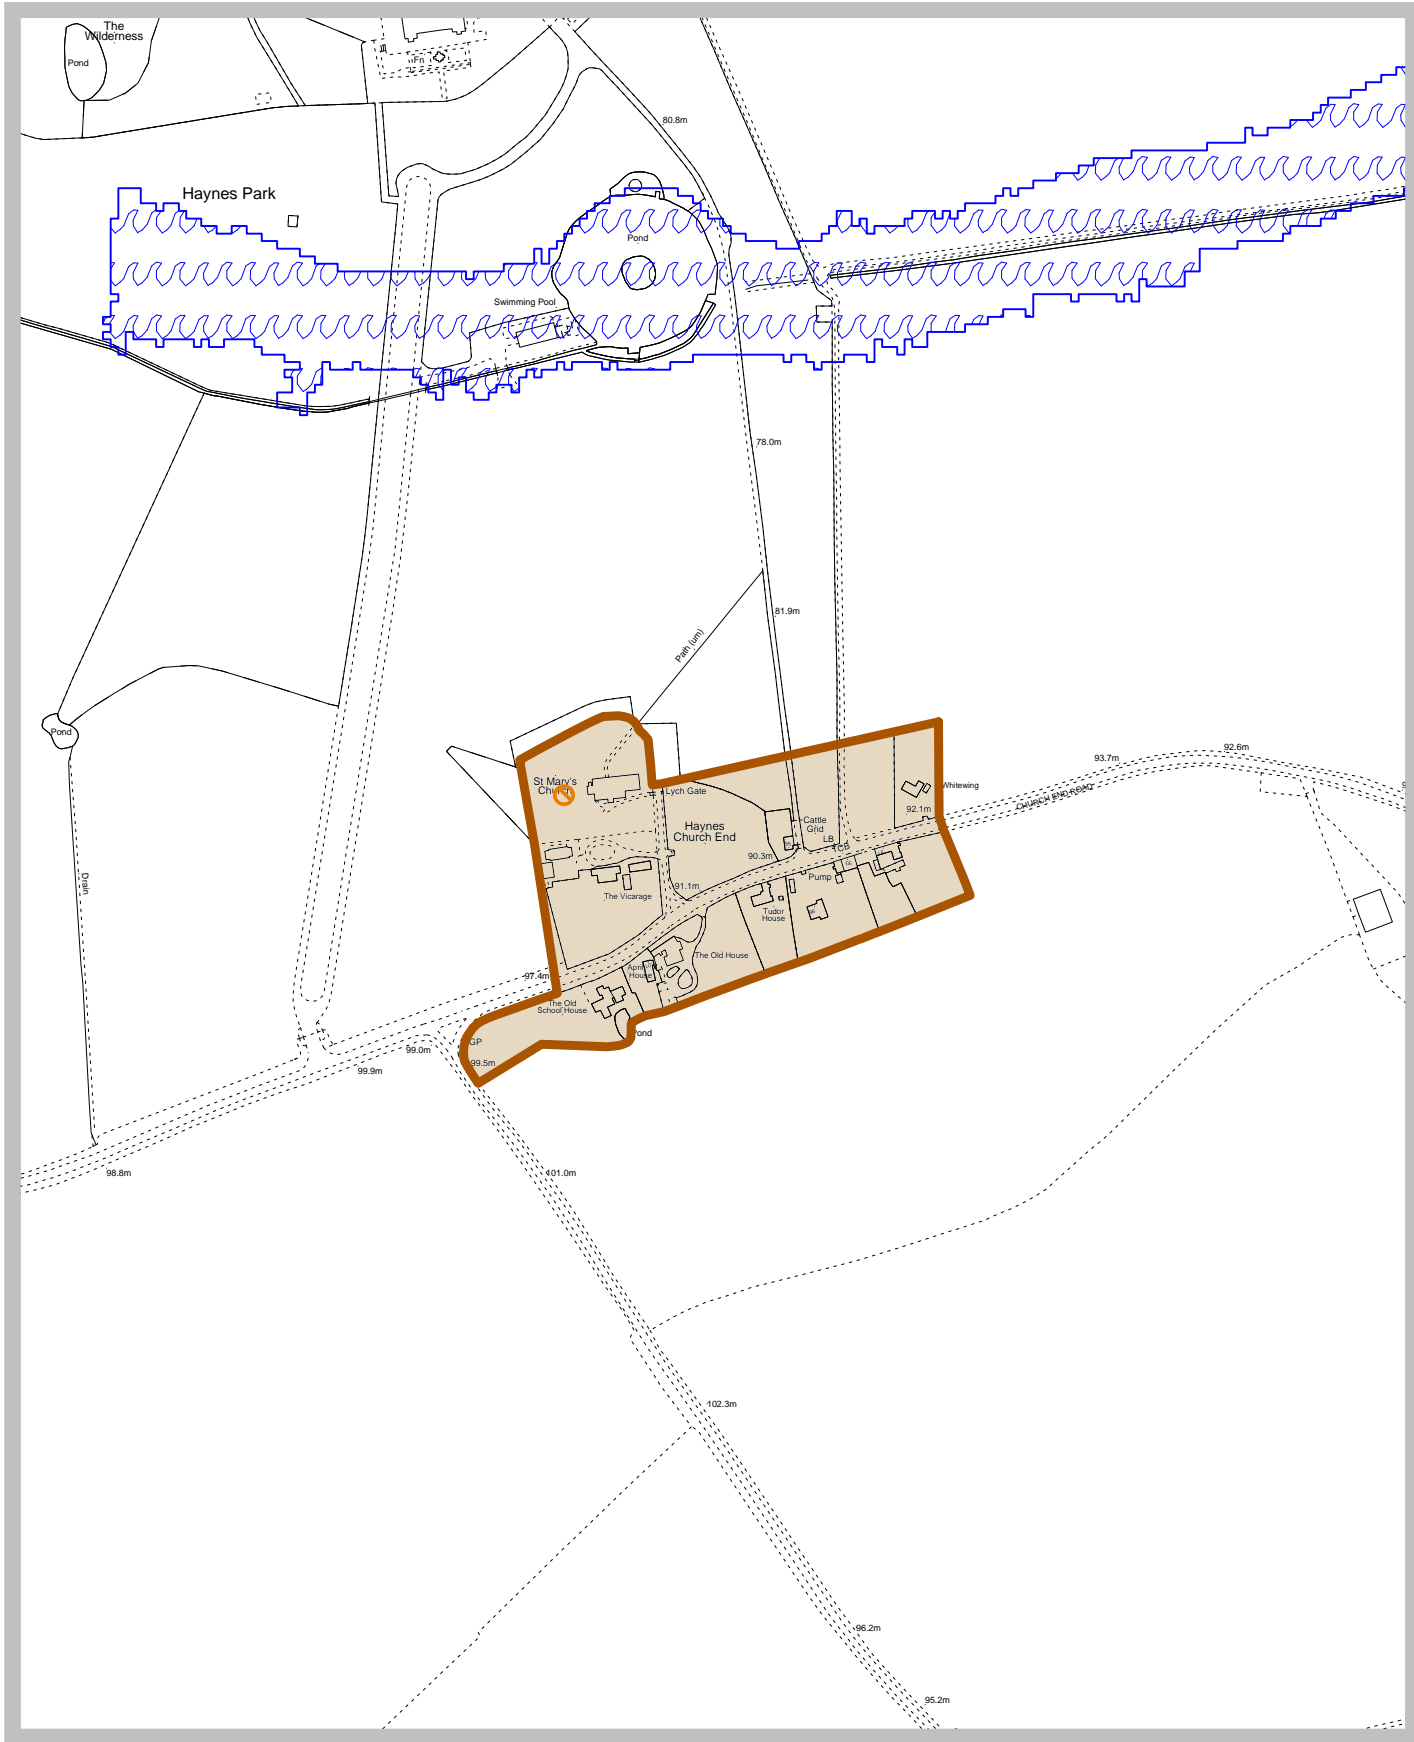 The
Wilderness
Pond
Fn
80.8m
Haynes Park
Pond
Swimming Pool
78.0m
81.9m
Path (um)
Pond
92.6m
93.7m
St Mary's
Church
Lych Gate
Whitewing
CHURCH END ROAD
92.1m
Haynes
Church End
Cattle
Grid
LB
TCB
90.3m
Drain
91.1m
Pump
The Vicarage
Tudor
House
The Old House
April
House
97.4m
The Old
School House
Pond
GP
99.0m
99.5m
99.9m
98.8m
101.0m
102.3m
96.2m
95.2m